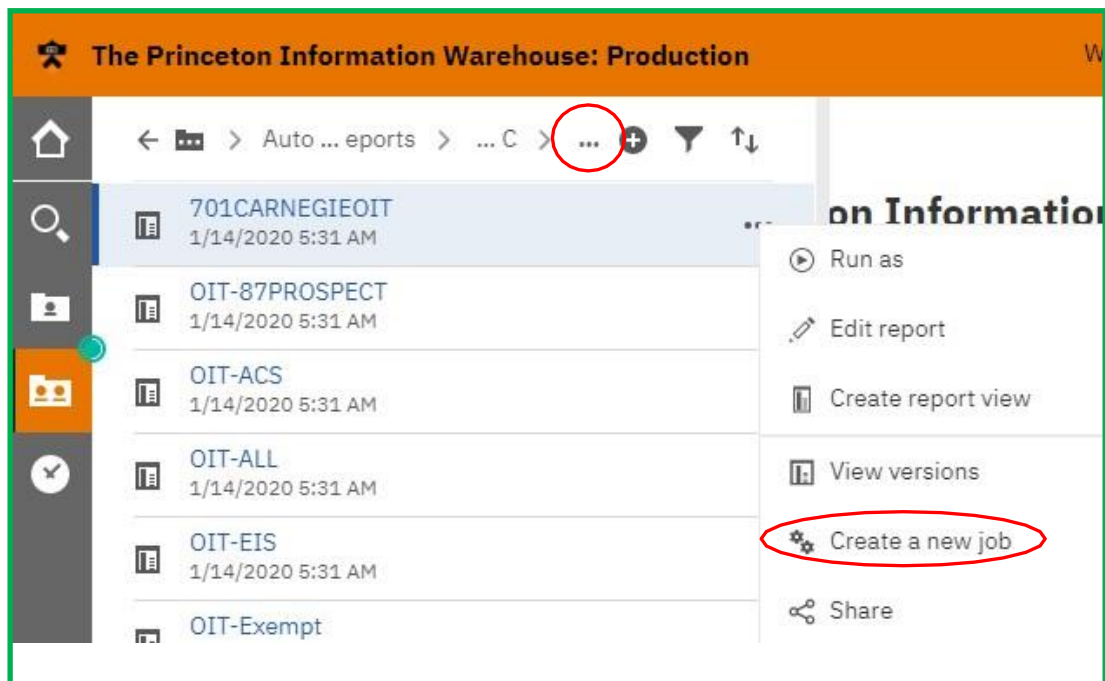 The Princeton Information Warehouse: Production
W
Auto ... eports > ... C > ...
701CARNEGIEOIT
1/14/2020 5:31 AM
OIT-87PROSPECT
1/14/2020 5:31 AM
OIT-ACS
1/14/2020 5:31 AM
OIT-ALL
1/14/2020 5:31 AM
OIT-EIS
1/14/2020 5:31 AM
OIT-Exempt
on Informatio
Run as
Edit report
Create report view
View versions
Create a new job
Share